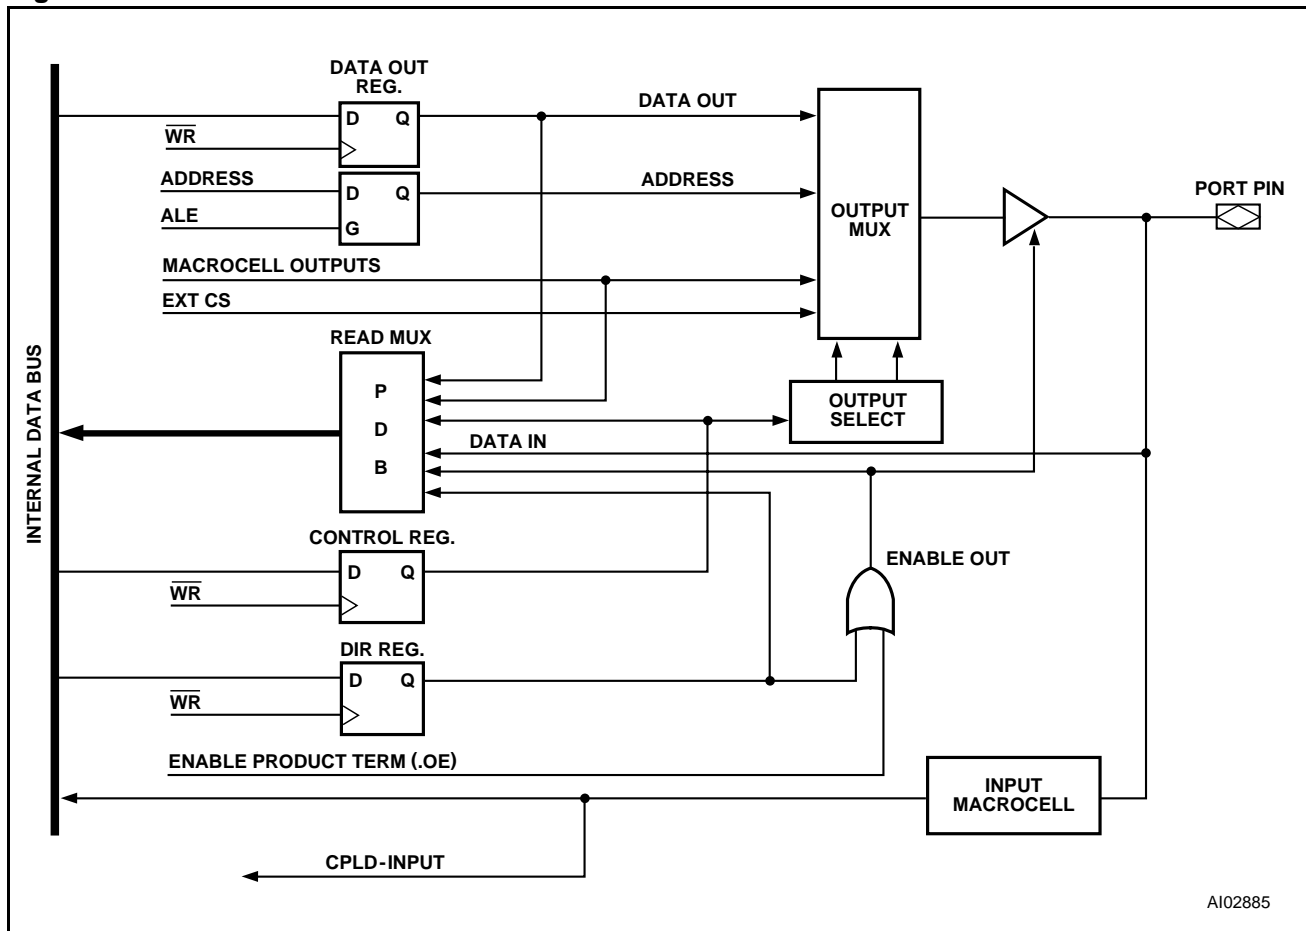 DATA OUT
REG.
D Q
WR
DATA OUT
ADDRESS
ALE
D Q
G
ADDRESS
OUTPUT
MUX
PORT PIN
MACROCELL OUTPUTS
EXT CS
READ MUX
P
D
B
OUTPUT
SELECT
DATA IN
INTERNAL DATA BUS
CONTROL REG.
D Q
WR
ENABLE OUT
DIR REG.
D Q
WR
ENABLE PRODUCT TERM (.OE)
INPUT
MACROCELL
CPLD-INPUT
AI02885